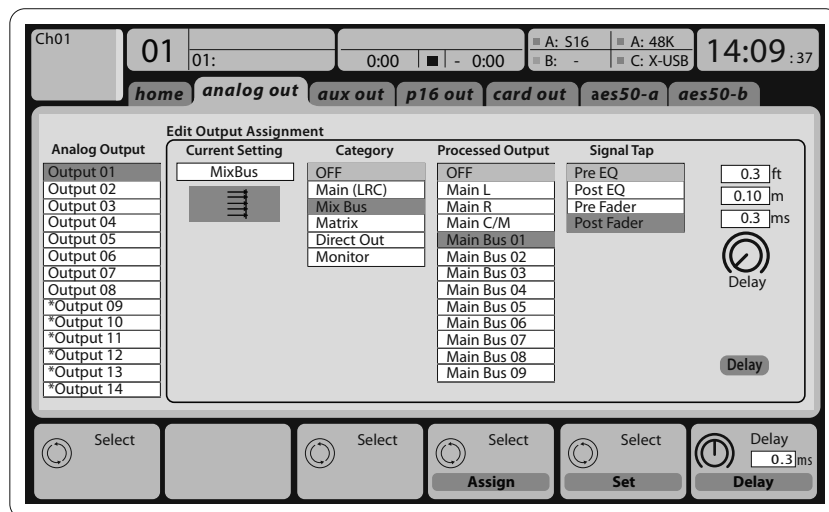 Ch01
01
01:
0:00
- 0:00
A: S16
A: 48K
B: -
C: X-USB
14:09 :37
home
analog out
aux out
p16 out
card out
aes50-a
aes50-b
Edit Output Assignment
Analog Output
Output 01
Output 02
Output 03
Output 04
Output 05
Output 06
Output 07
Output 08
*Output 09
*Output 10
*Output 11
*Output 12
*Output 13
*Output 14
Current Setting
MixBus
Category
OFF
Main (LRC)
Mix Bus
Matrix
Direct Out
Monitor
Processed Output
OFF
Main L
Main R
Main C/M
Main Bus 01
Main Bus 02
Main Bus 03
Main Bus 04
Main Bus 05
Main Bus 06
Main Bus 07
Main Bus 08
Main Bus 09
Signal Tap
Pre EQ
Post EQ
Pre Fader
Post Fader
0.3 ft
0.10 m
0.3 ms
Delay
Delay
Select
Select
Select
Assign
Select
Set
Delay
0.3 ms
Delay